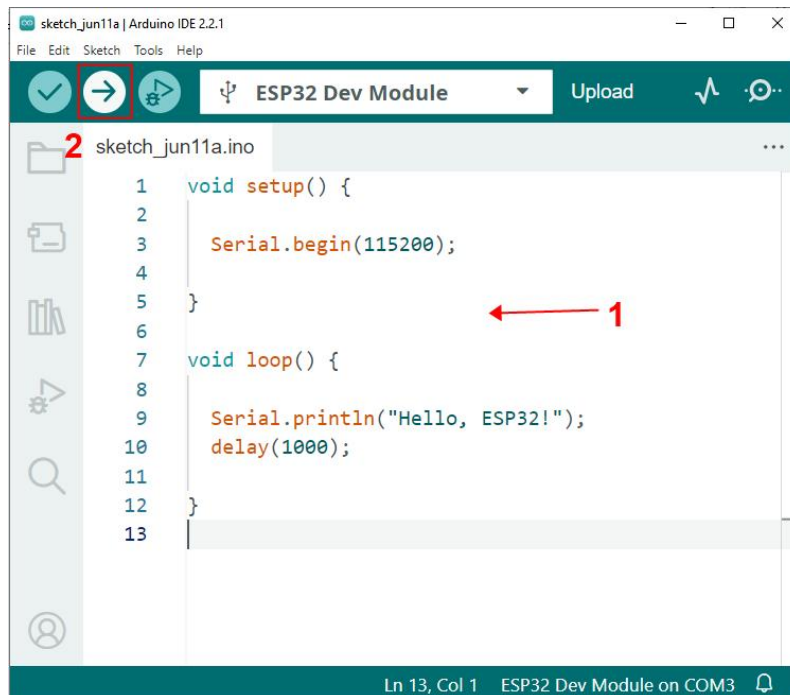 sketch_jun11a | Arduino IDE 2.2.1
File Edit Sketch Tools Help
ESP32 Dev Module Upload
2 sketch_jun11a.ino ...
1 void setup() {
2
3 Serial.begin(115200);
4
5 }
1
6
7 void loop() {
8
9 Serial.println("Hello, ESP32!");
10 delay(1000);
11
12 }
13
Ln 13, Col 1 ESP32 Dev Module on COM3